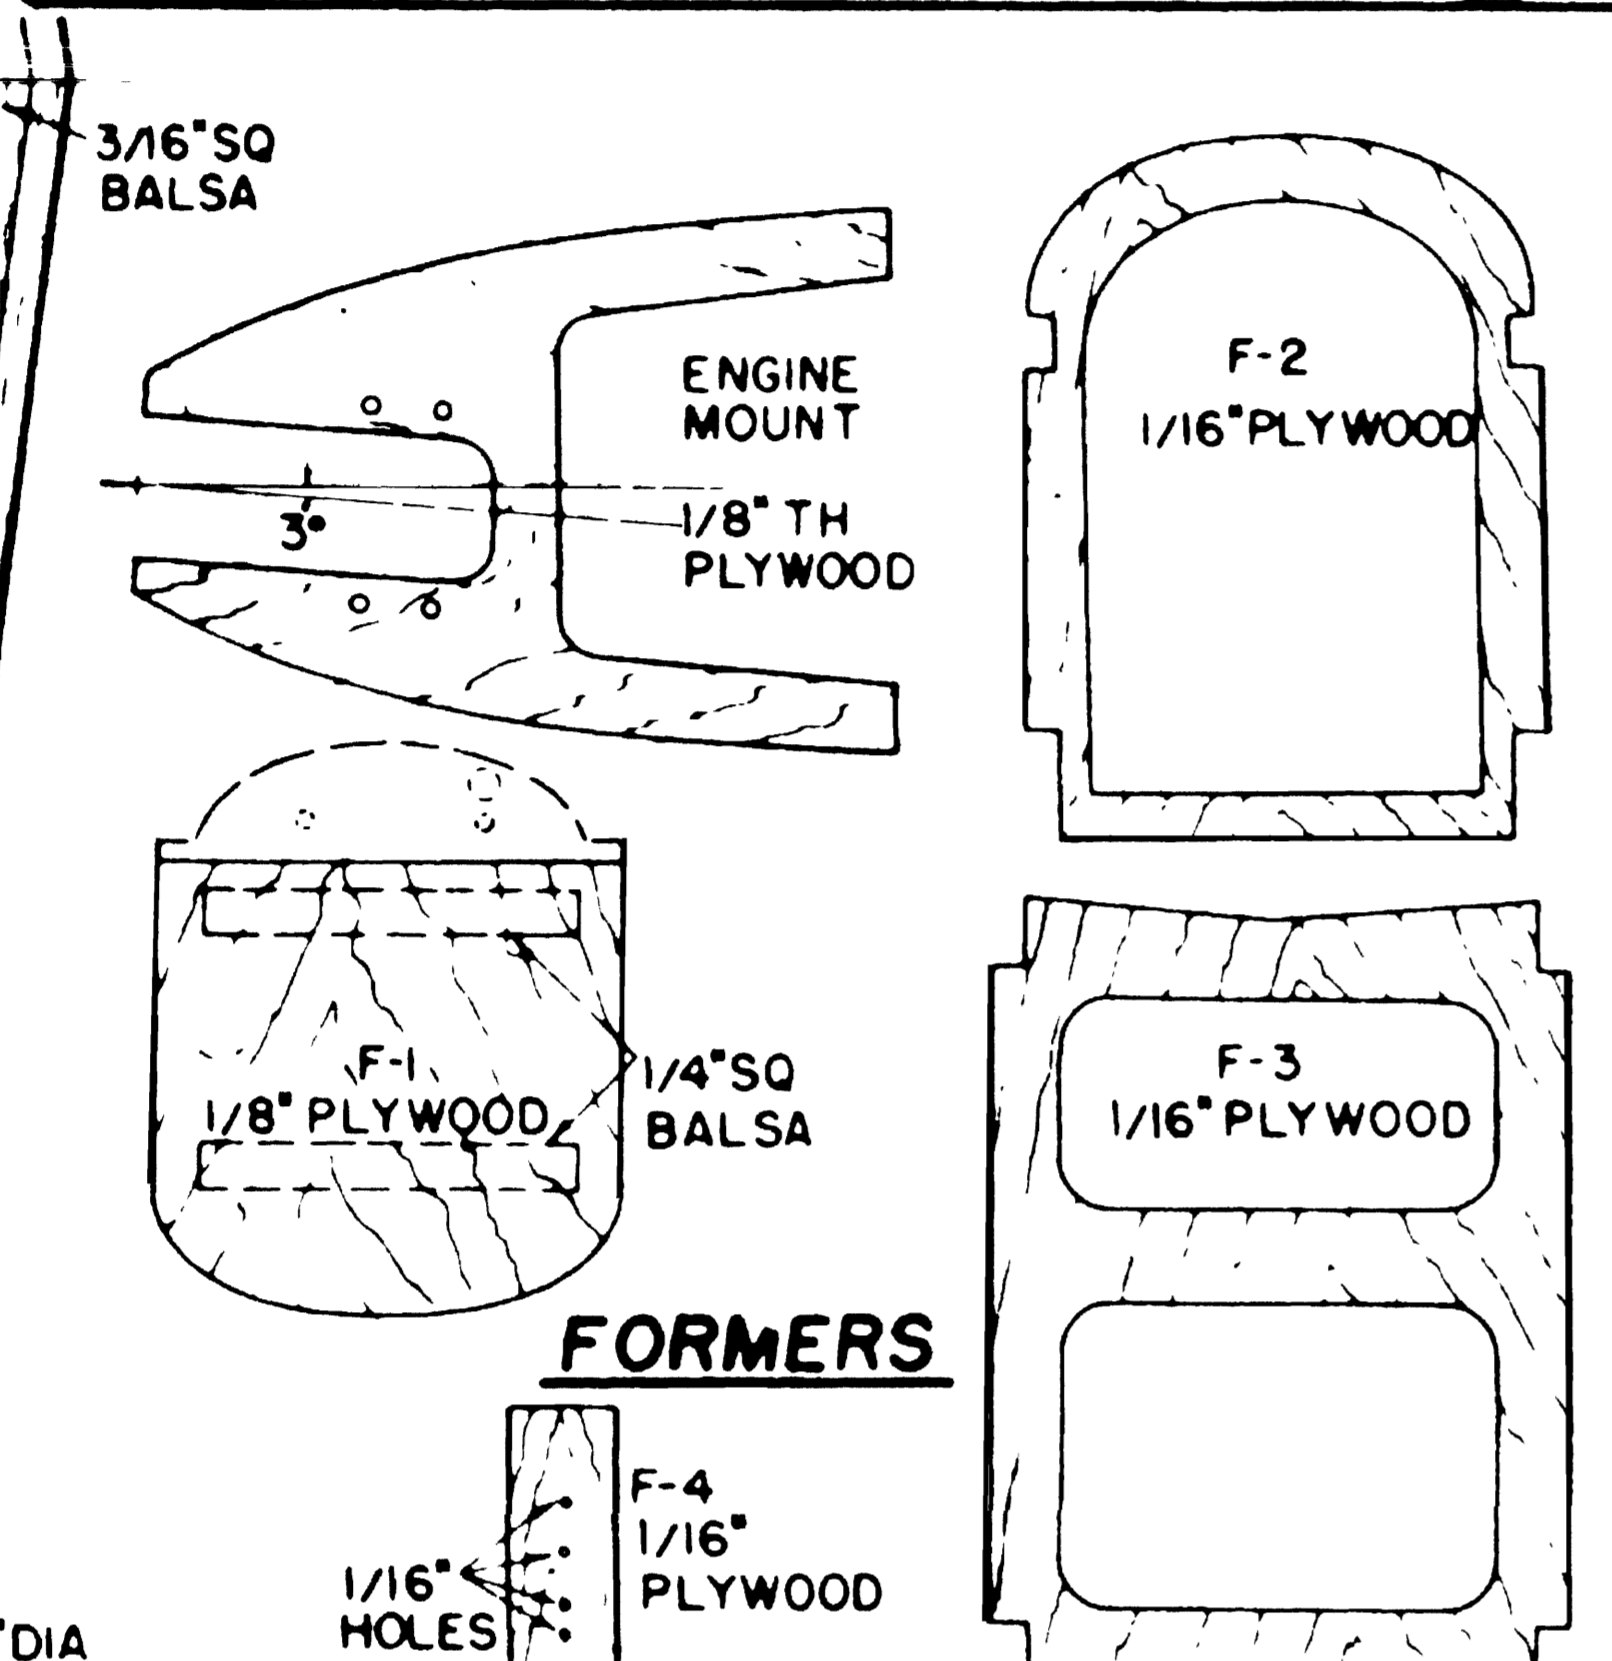 3/16"SQ
BALSA
ENGINE
MOUNT
3°
1/8" TH
PLYWOOD
F-2
1/16"PLYWOOD
F-1
1/8" PLYWOOD
1/4"SQ
BALSA
F-3
1/16" PLYWOOD
FORMERS
F-4
1/16"
PLYWOOD
1/16"
HOLES
"DIA